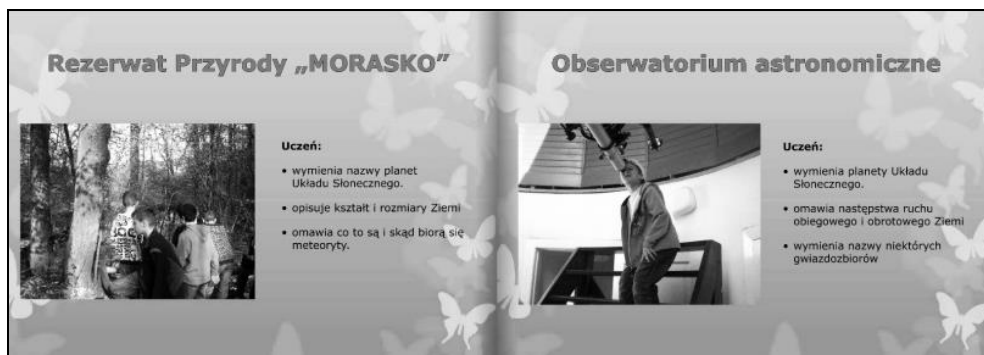 Rezerwat Przyrody „MORASKO”
Uczeń:
• wymienia nazwy planet
Układu Słonecznego.
• opisuje kształt i rozmiary Ziemi
• omawia co to są i skąd biorą się
meteoryty.
Obserwatorium astronomiczne
Uczeń:
• wymienia planety Układu
Słonecznego.
• omawia następstwa ruchu
obiegowego i obrotowego Ziemi
• wymienia nazwy niektórych
gwiazdozbiorów